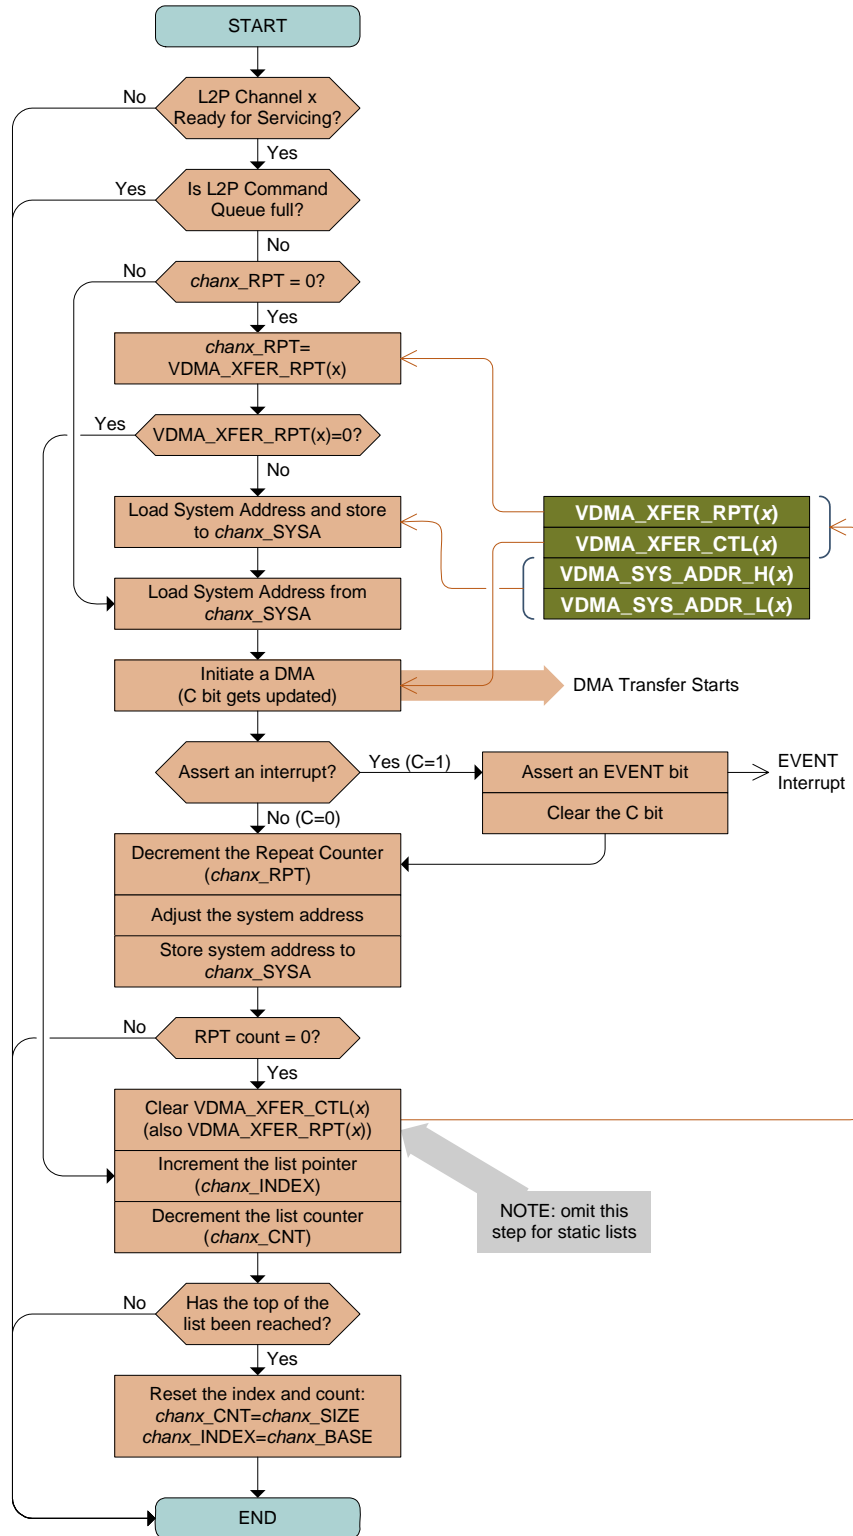 START
No
L2P Channel x
Ready for Servicing?
Yes
Yes
Is L2P Command
Queue full?
No
No
chanx_RPT = 0?
Yes
chanx_RPT=
VDMA_XFER_RPT(x)
Yes
VDMA_XFER_RPT(x)=0?
No
Load System Address and store
to chanx_SYSA
VDMA_XFER_RPT(x)
VDMA_XFER_CTL(x)
VDMA_SYS_ADDR_H(x)
VDMA_SYS_ADDR_L(x)
Load System Address from
chanx_SYSA
Initiate a DMA
(C bit gets updated)
DMA Transfer Starts
Assert an interrupt?
Yes (C=1)
Assert an EVENT bit
Clear the C bit
EVENT
Interrupt
No (C=0)
Decrement the Repeat Counter
(chanx_RPT)
Adjust the system address
Store system address to
chanx_SYSA
No
RPT count = 0?
Yes
Clear VDMA_XFER_CTL(x)
(also VDMA_XFER_RPT(x))
Increment the list pointer
(chanx_INDEX)
Decrement the list counter
(chanx_CNT)
NOTE: omit this
step for static lists
No
Has the top of the
list been reached?
Yes
Reset the index and count:
chanx_CNT=chanx_SIZE
chanx_INDEX=chanx_BASE
END